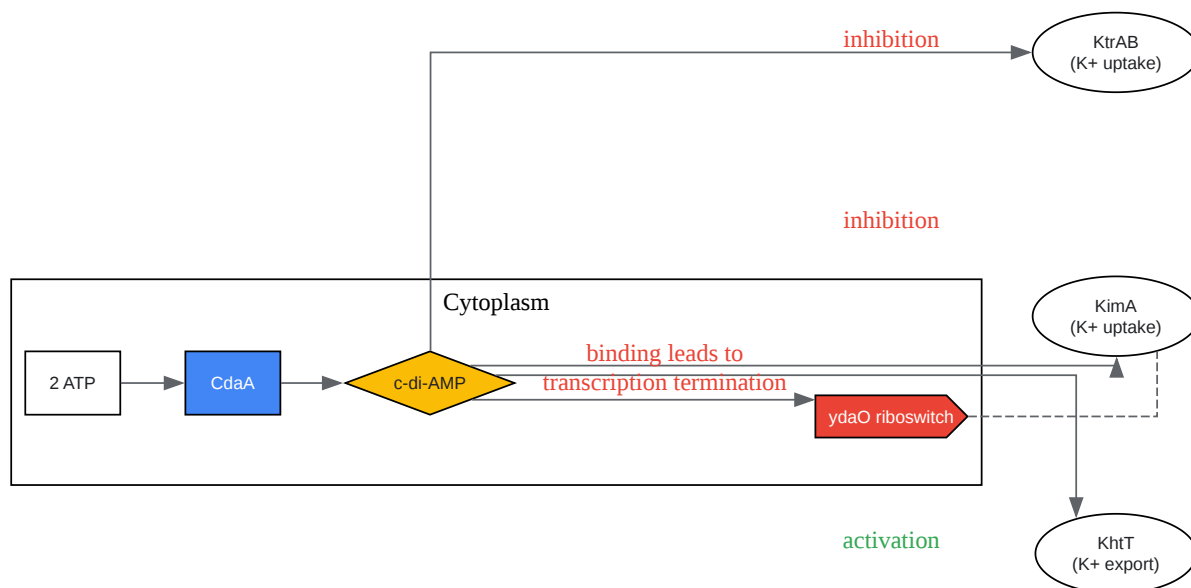 inhibition
KtrAB
(K+ uptake)
inhibition
Cytoplasm
KimA
(K+ uptake)
2 ATP
CdaA
c-di-AMP
binding leads to
transcription termination
ydaO riboswitch
activation
KhtT
(K+ export)